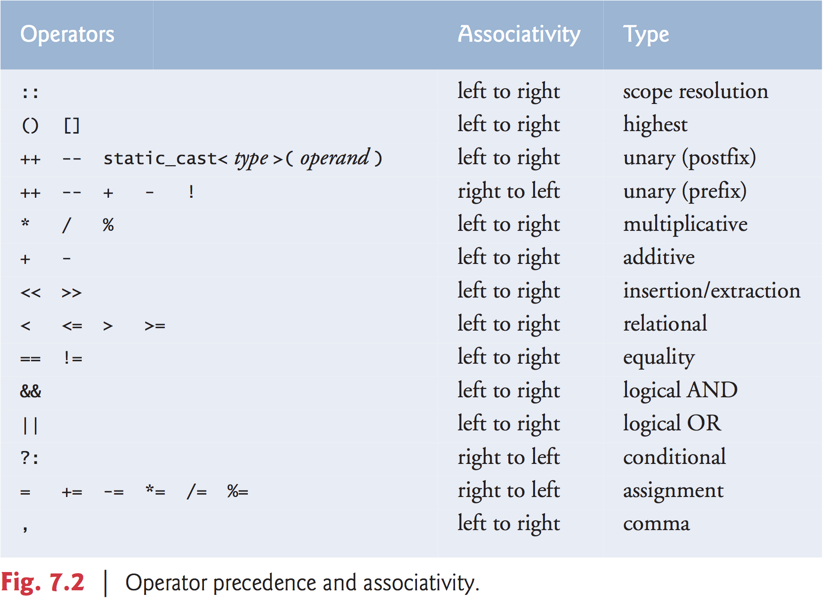 Operators Associativity Type
:: left to right scope resolution
() [] left to right highest
++ -- static_cast< type >( operand ) left to right unary (postfix)
++ -- + - ! right to left unary (prefix)
* / % left to right multiplicative
+ - left to right additive
<< >> left to right insertion/extraction
< <= > >= left to right relational
== != left to right equality
&& left to right logical AND
|| left to right logical OR
?: right to left conditional
= += -= *= /= %= right to left assignment
, left to right comma
Fig. 7.2 | Operator precedence and associativity.